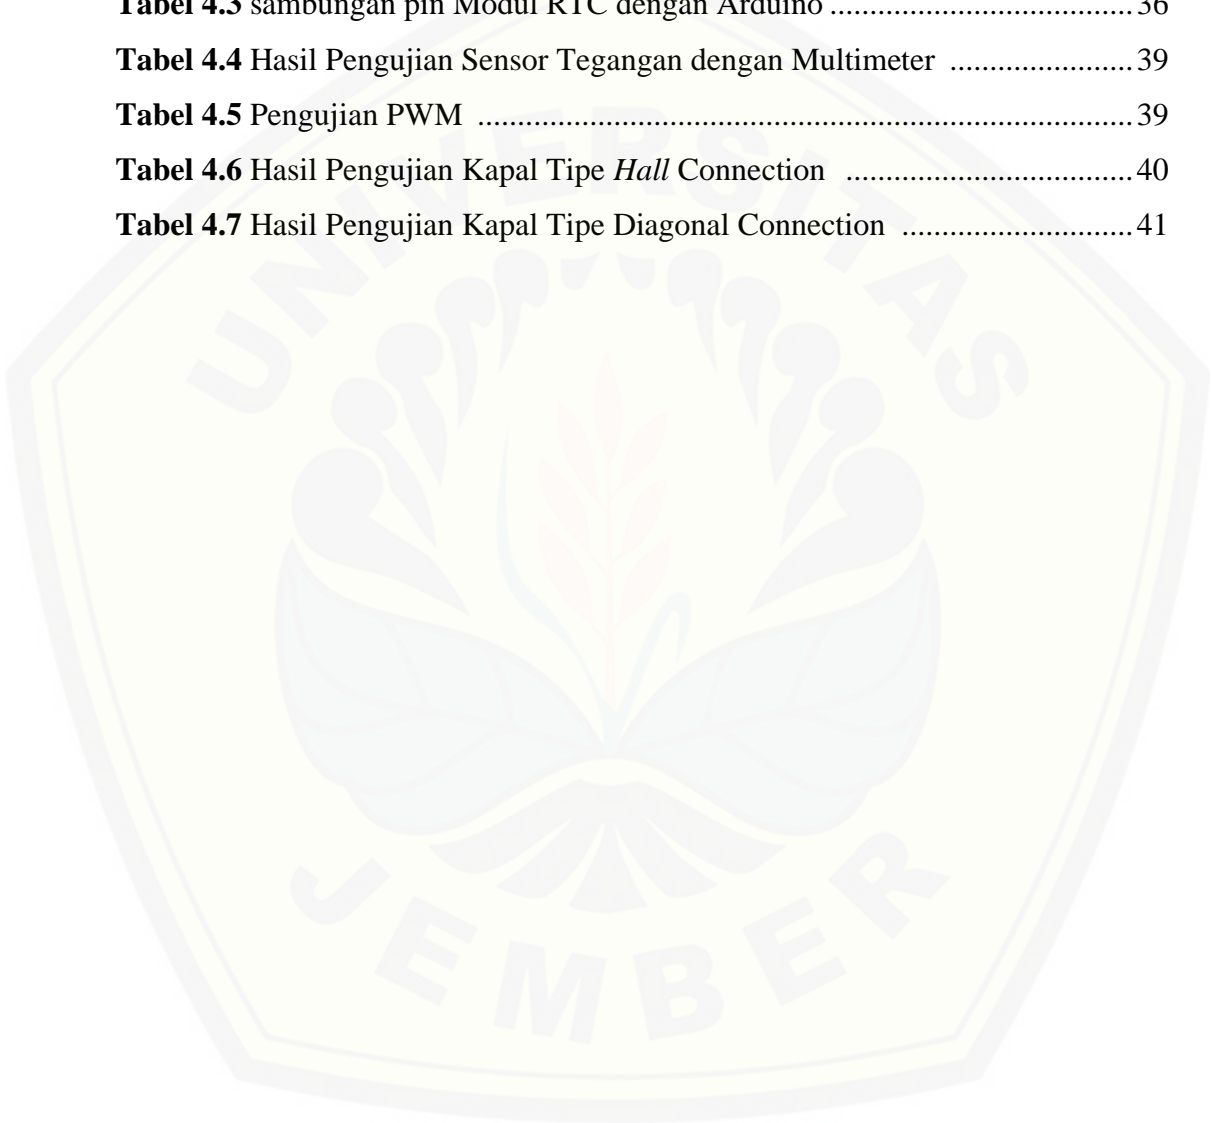 Tabel 4.3 sambungan pin Modul RTC dengan Arduino ...................................... 36
Tabel 4.4 Hasil Pengujian Sensor Tegangan dengan Multimeter ....................... 39
Tabel 4.5 Pengujian PWM .................................................................................. 39
Tabel 4.6 Hasil Pengujian Kapal Tipe Hall Connection .................................... 40
Tabel 4.7 Hasil Pengujian Kapal Tipe Diagonal Connection ............................. 41
UNIVERSITAS
JEMBER